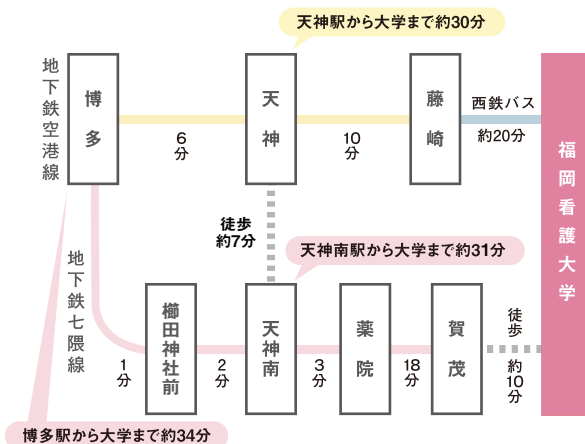 天神駅から大学まで約30分
地下鉄空港線
博多
6分
天神
10分
藤崎
西鉄バス
約20分
福岡看護大学
徒歩
約7分
天神南駅から大学まで約31分
地下鉄七隈線
1分
櫛田神社前
2分
天神南
3分
薬院
18分
賀茂
徒歩
約10分
博多駅から大学まで約34分